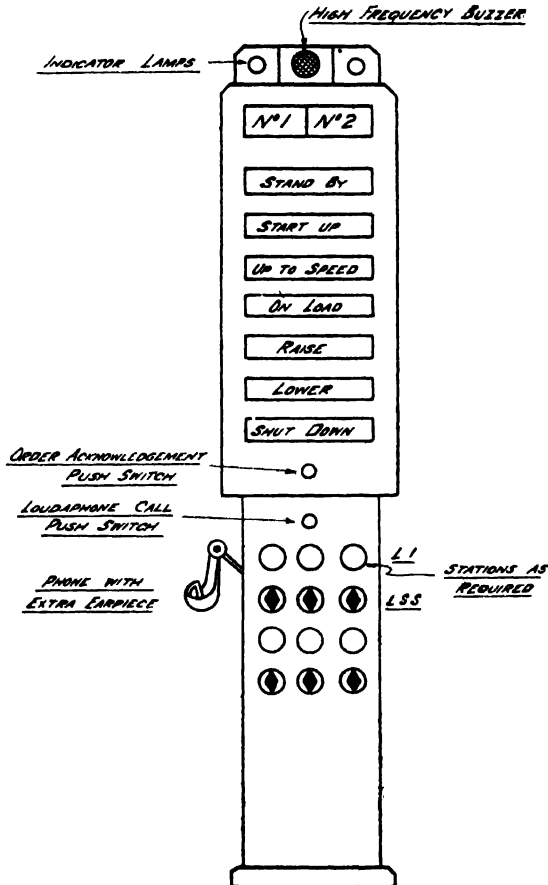 HIGH FREQUENCY BUZZER
INDICATOR LAMPS
Nº1 Nº2
STAND BY
START UP
UP TO SPEED
ON LOAD
RAISE
LOWER
SHUT DOWN
ORDER ACKNOWLEDGEMENT
PUSH SWITCH
LOUDAPHONE CALL
PUSH SWITCH
L1
STATIONS AS
REQUIRED
PHONE WITH
EXTRA EARPIECE
LSS